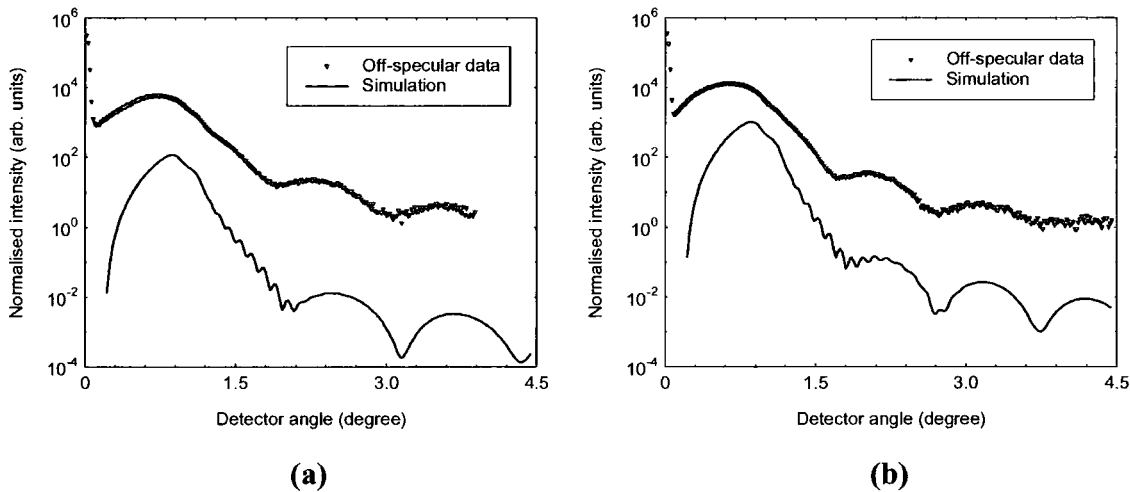 10^6
10^4
10^2
10^0
10^-2
10^-4
Normalised intensity (arb. units)
Off-specular data
Simulation
0
1.5
3.0
4.5
Detector angle (degree)
(a)
10^6
10^4
10^2
10^0
10^-2
10^-4
Normalised intensity (arb. units)
Off-specular data
Simulation
0
1.5
3.0
4.5
Detector angle (degree)
(b)